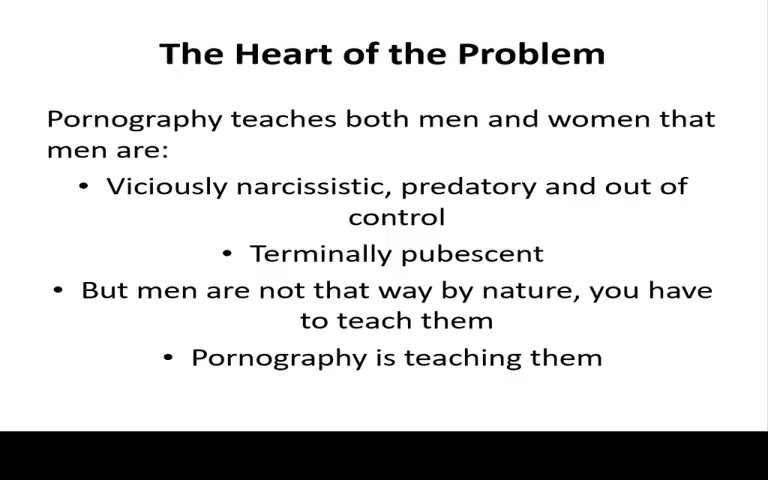 The Heart of the Problem
Pornography teaches both men and women that
men are:
• Viciously narcissistic, predatory and out of
control
• Terminally pubescent
• But men are not that way by nature, you have
to teach them
• Pornography is teaching them